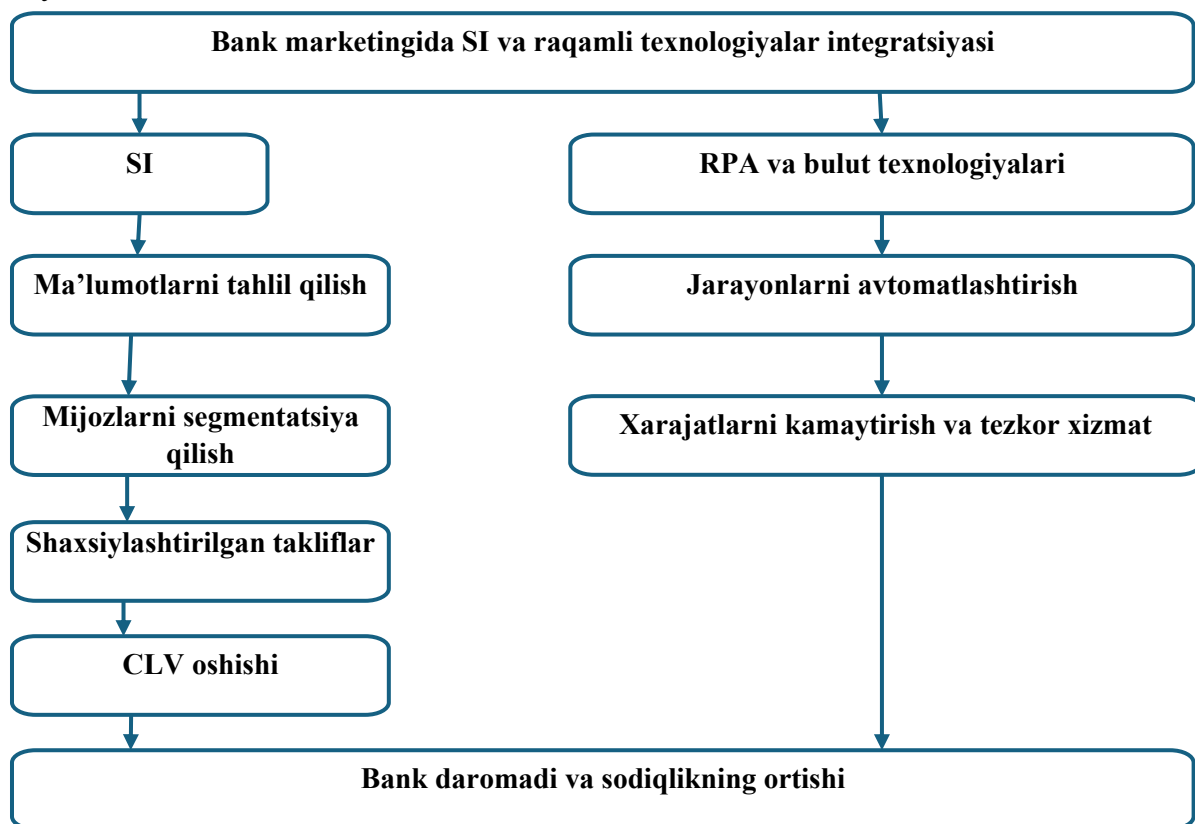 Bank marketingida SI va raqamli texnologiyalar integratsiyasi
SI
RPA va bulut texnologiyalari
Ma’lumotlarni tahlil qilish
Jarayonlarni avtomatlashtirish
Mijozlarni segmentatsiya
qilish
Xarajatlarni kamaytirish va tezkor xizmat
Shaxsiylashtirilgan takliflar
CLV oshishi
Bank daromadi va sodiqlikning ortishi